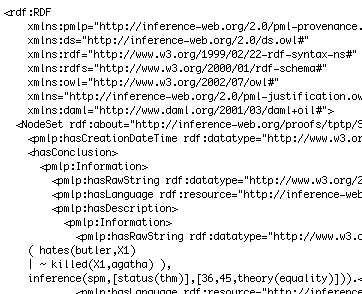 <rdf:RDF
xmlns:pmlp="http://inference-web.org/2.0/pml-provenance.
xmlns:ds="http://inference-web.org/2.0/ds.owl#"
xmlns:rdf="http://www.w3.org/1999/02/22-rdf-syntax-ns#"
xmlns:rdfs="http://www.w3.org/2000/01/rdf-schema#"
xmlns:owl="http://www.w3.org/2002/07/owl#"
xmlns="http://inference-web.org/2.0/pml-justification.ow
xmlns:daml="http://www.daml.org/2001/03/daml+oil#">
<NodeSet rdf:about="http://inference-web.org/proofs/tptp/S
<pmlp:hasCreationDateTime rdf:datatype="http://www.w3.or
<hasConclusion>
<pmlp:Information>
<pmlp:hasRawString rdf:datatype="http://www.w3.org/2
<pmlp:hasLanguage rdf:resource="http://inference-web
<pmlp:hasDescription>
<pmlp:Information>
<pmlp:hasRawString rdf:datatype="http://www.w3.o
( hates(butler,X1)
| ~ killed(X1,agatha) ),
inference(spm,[status(thm)],[36,45,theory(equality)])).<
<pmlp:hasLanguage rdf:resource="http://inference